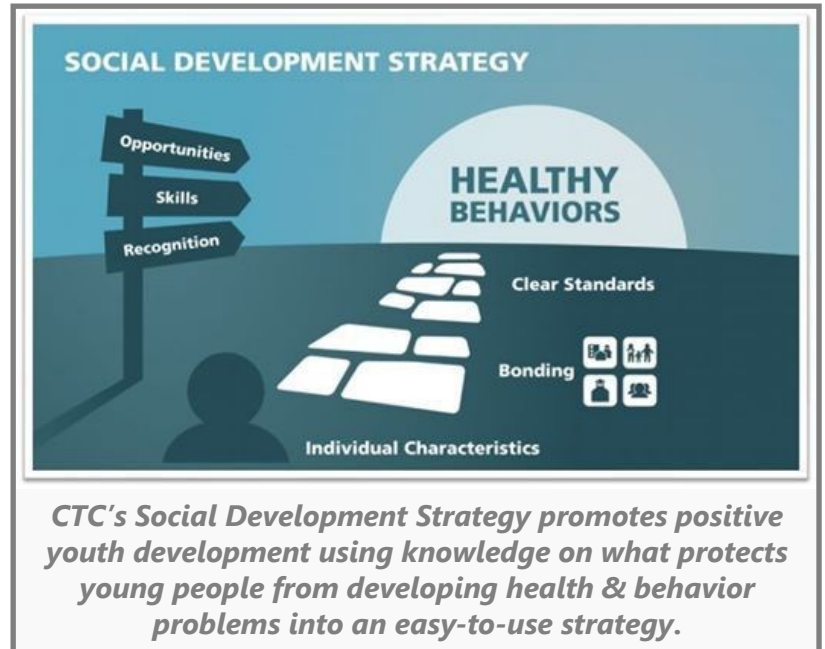 SOCIAL DEVELOPMENT STRATEGY
Opportunities
Skills
Recognition
HEALTHY
BEHAVIORS
Clear Standards
Bonding
Individual Characteristics
CTC’s Social Development Strategy promotes positive
youth development using knowledge on what protects
young people from developing health & behavior
problems into an easy-to-use strategy.